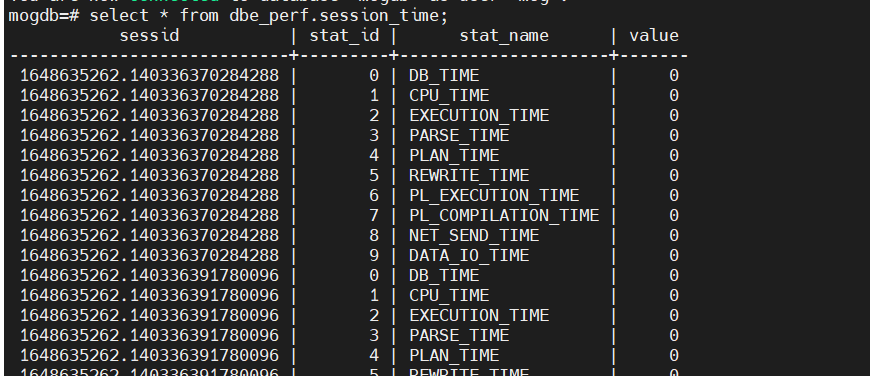 mogdb=# select * from dbe_perf.session_time;
sessid | stat_id | stat_name | value
----------------------------+---------+---------------------+-------
1648635262.140336370284288 | 0 | DB_TIME | 0
1648635262.140336370284288 | 1 | CPU_TIME | 0
1648635262.140336370284288 | 2 | EXECUTION_TIME | 0
1648635262.140336370284288 | 3 | PARSE_TIME | 0
1648635262.140336370284288 | 4 | PLAN_TIME | 0
1648635262.140336370284288 | 5 | REWRITE_TIME | 0
1648635262.140336370284288 | 6 | PL_EXECUTION_TIME | 0
1648635262.140336370284288 | 7 | PL_COMPILATION_TIME | 0
1648635262.140336370284288 | 8 | NET_SEND_TIME | 0
1648635262.140336370284288 | 9 | DATA_IO_TIME | 0
1648635262.140336391780096 | 0 | DB_TIME | 0
1648635262.140336391780096 | 1 | CPU_TIME | 0
1648635262.140336391780096 | 2 | EXECUTION_TIME | 0
1648635262.140336391780096 | 3 | PARSE_TIME | 0
1648635262.140336391780096 | 4 | PLAN_TIME | 0
1648635262.140336391780096 | 5 | REWRITE_TIME | 0